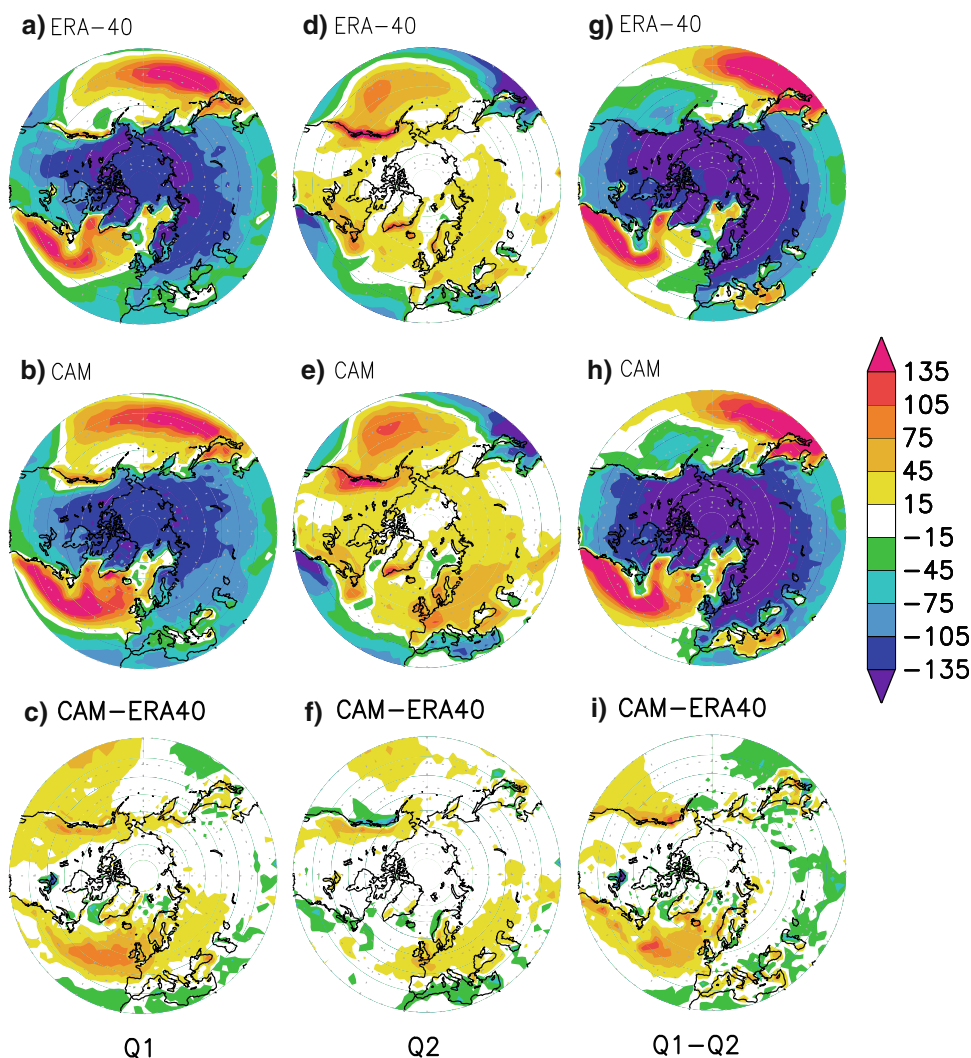 a) ERA-40
d) ERA-40
g) ERA-40
b) CAM
e) CAM
h) CAM
135
105
75
45
15
-15
-45
-75
-105
-135
c) CAM-ERA40
f) CAM-ERA40
i) CAM-ERA40
Q1
Q2
Q1-Q2